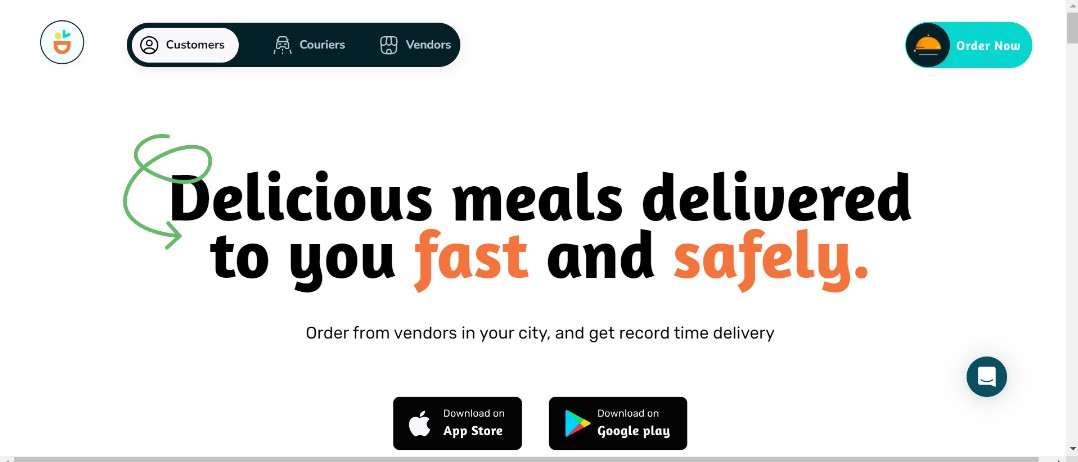 Customers
Couriers
Vendors
Order Now
Delicious meals delivered
to you fast and safely.
Order from vendors in your city, and get record time delivery
Download on
App Store
Download on
Google play